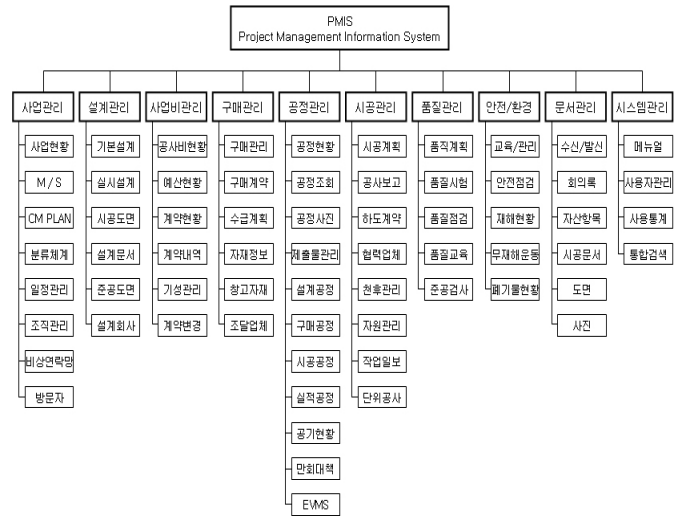 PMIS
Project Management Information System
사업관리 설계관리 사업비관리 구매관리 공정관리 시공관리 품질관리 안전/환경 문서관리 시스템관리
사업현황 기본설계 공사비현황 구매관리 공정현황 시공계획 품직계획 교육/관리 수신/발신 메뉴얼
M / S 실시설계 예산현황 구매계약 공정조회 공사보고 품질시험 안전점검 회의록 사용자관리
CM PLAN 시공도면 계약현황 수급계획 공정사진 하도계약 품질점검 재해현황 자산항목 사용통계
분류체계 설계문서 계약내역 자재정보 제출물관리 협력업체 품질교육 무재해운동 시공문서 통합검색
일정관리 준공도면 기성관리 창고자재 설계공정 천후관리 준공검사 폐기물현황 도면
조직관리 설계회사 계약변경 조달업체 구매공정 자원관리 사진
비상연락망 시공공정 작업일보
방문자 실적공정 단위공사
공기현황
만회대책
EVMS